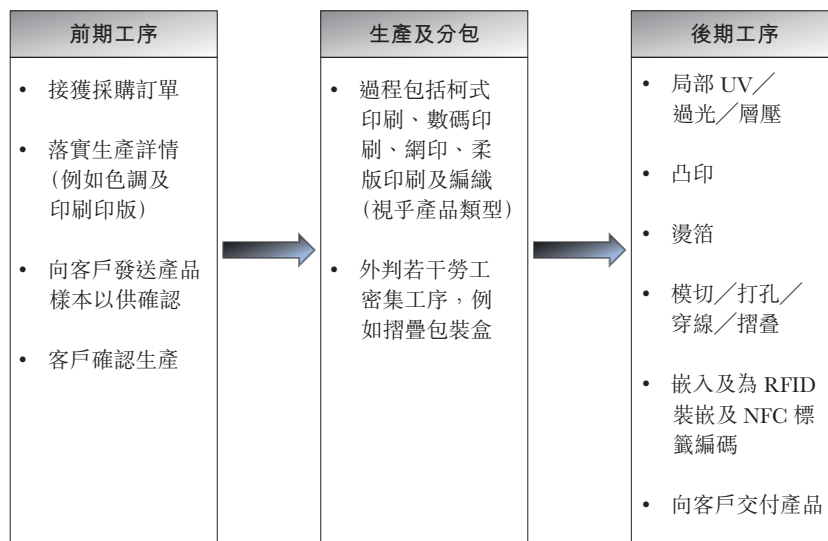 前期工序
• 接獲採購訂單
• 落實生產詳情
(例如色調及
印刷印版)
• 向客戶發送產品
樣本以供確認
• 客戶確認生產
生產及分包
• 過程包括柯式
印刷、數碼印
刷、網印、柔
版印刷及編織
(視乎產品類型)
• 外判若干勞工
密集工序，例
如摺疊包裝盒
後期工序
• 局部 UV╱
過光╱層壓
• 凸印
• 燙箔
• 模切╱打孔╱
穿線╱摺叠
• 嵌入及為 RFID
裝嵌及 NFC 標
籤編碼
• 向客戶交付產品